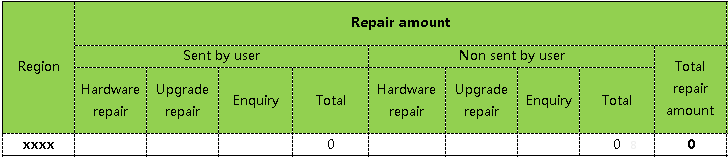 Repair amount
Region
Sent by user
Non sent by user
Total repair amount
Hardware repair
Upgrade repair
Enquiry
Total
Hardware repair
Upgrade repair
Enquiry
Total
xxxx
0
0
0